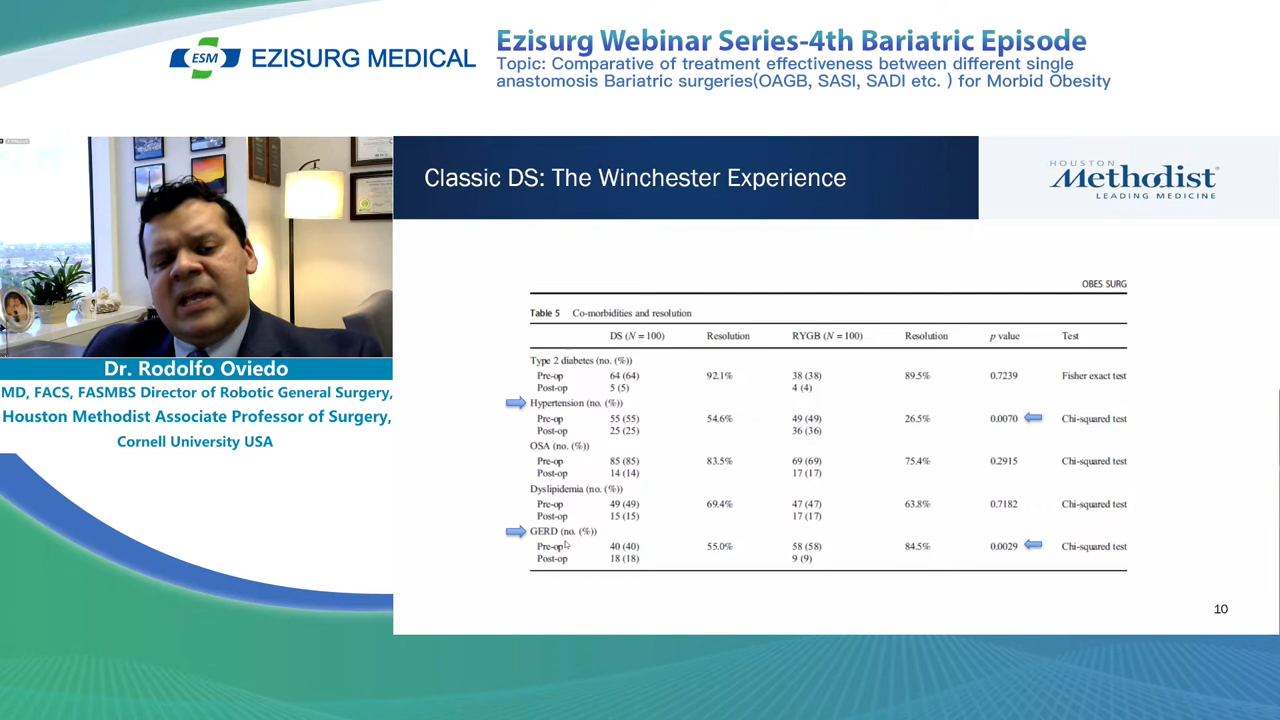 ESM
EZISURG MEDICAL
Ezisurg Webinar Series-4th Bariatric Episode
Topic: Comparative of treatment effectiveness between different single
anastomosis Bariatric surgeries(OAGB, SASI, SADI etc. ) for Morbid Obesity
Dr. Rodolfo Oviedo
MD, FACS, FASMBS Director of Robotic General Surgery,
Houston Methodist Associate Professor of Surgery,
Cornell University USA
Classic DS: The Winchester Experience
HOUSTON
Methodist®
LEADING MEDICINE
OBES SURG
Table 5 Co-morbidities and resolution
DS (N = 100) Resolution RYGB (N = 100) Resolution p value Test
Type 2 diabetes (no. (%))
Pre-op 64 (64) 92.1% 38 (38) 89.5% 0.7239 Fisher exact test
Post-op 5 (5) 4 (4)
Hypertension (no. (%))
Pre-op 55 (55) 54.6% 49 (49) 26.5% 0.0070 Chi-squared test
Post-op 25 (25) 36 (36)
OSA (no. (%))
Pre-op 85 (85) 83.5% 69 (69) 75.4% 0.2915 Chi-squared test
Post-op 14 (14) 17 (17)
Dyslipidemia (no. (%))
Pre-op 49 (49) 69.4% 47 (47) 63.8% 0.7182 Chi-squared test
Post-op 15 (15) 17 (17)
GERD (no. (%))
Pre-op 40 (40) 55.0% 58 (58) 84.5% 0.0029 Chi-squared test
Post-op 18 (18) 9 (9)
10